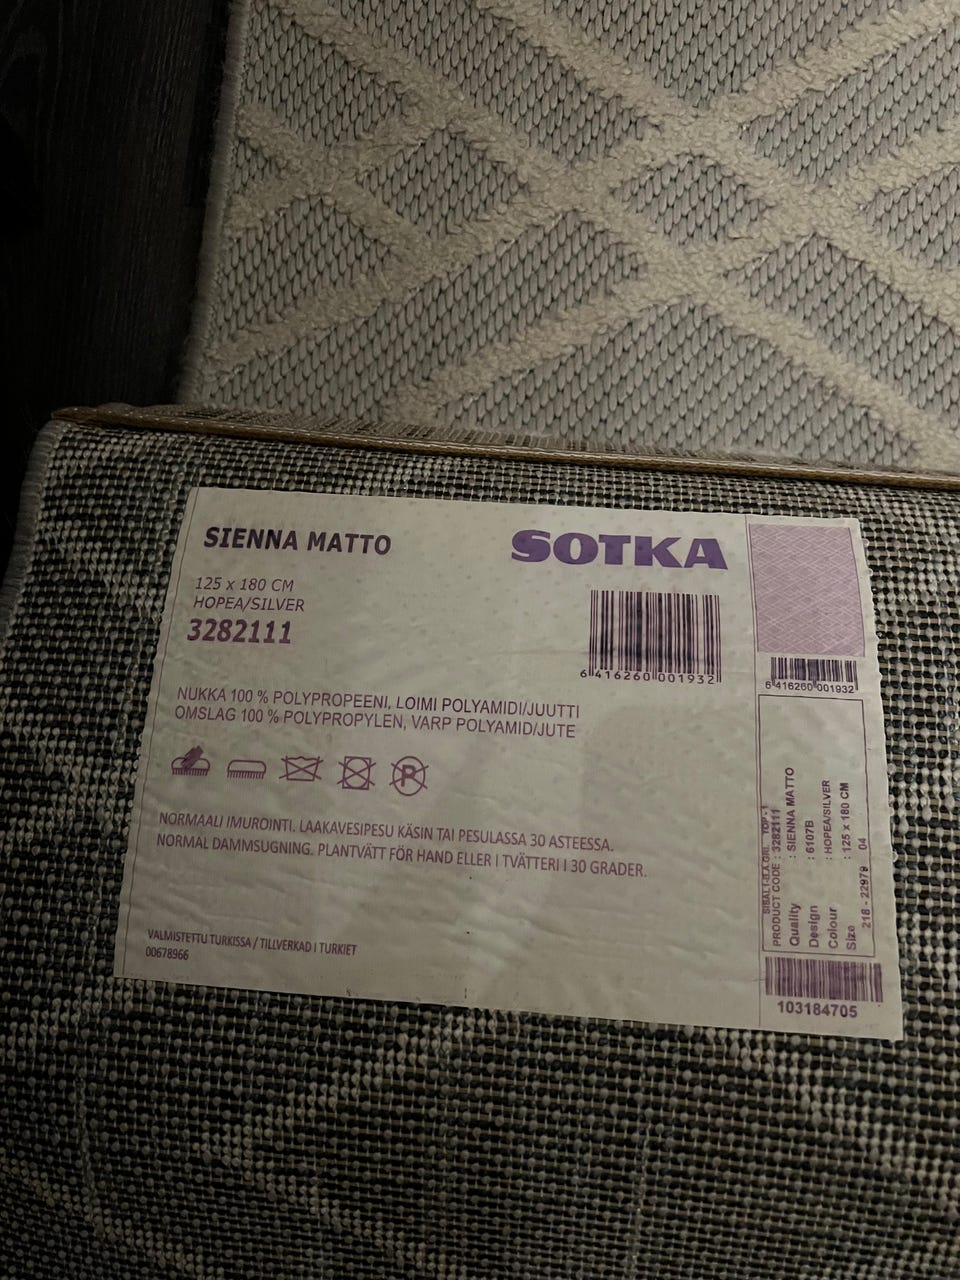 SIENNA MATTO
SOTKA
125 x 180 CM
HOPEA/SILVER
3282111
6 416260 001932
NUKKA 100 % POLYPROPEENI, LOIMI POLYAMIDI/JUUTTI
OMSLAG 100 % POLYPROPYLEN, VARP POLYAMID/JUTE
P
NORMAALI IMUROINTI. LAAKAVESIPESU KÄSIN TAI PESULASSA 30 ASTEESSA.
NORMAL DAMMSUGNING. PLANTVÄTT FÖR HAND ELLER I TVÄTTERI I 30 GRADER.
VALMISTETTU TURKISSA / TILLVERKAD I TURKIET
00678966
6 416260 001932
PRODUCT CODE : 3282111
Quality : SIENNA MATTO
Design : 6107B
Colour : HOPEA/SILVER
Size : 125 x 180 CM
218 - 22979 04
103184705